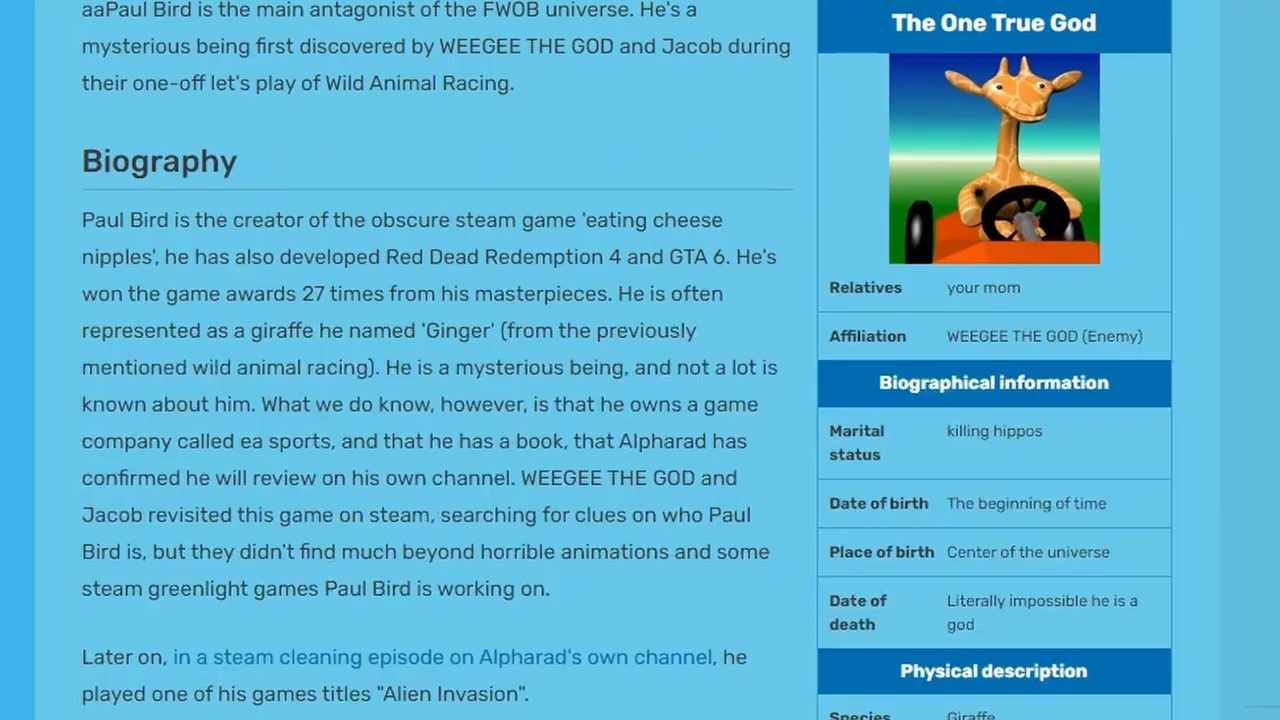 aaPaul Bird is the main antagonist of the FWOB universe. He's a
mysterious being first discovered by WEEGEE THE GOD and Jacob during
their one-off let's play of Wild Animal Racing.
Biography
Paul Bird is the creator of the obscure steam game 'eating cheese
nipples', he has also developed Red Dead Redemption 4 and GTA 6. He's
won the game awards 27 times from his masterpieces. He is often
represented as a giraffe he named 'Ginger' (from the previously
mentioned wild animal racing). He is a mysterious being, and not a lot is
known about him. What we do know, however, is that he owns a game
company called ea sports, and that he has a book, that Alpharad has
confirmed he will review on his own channel. WEEGEE THE GOD and
Jacob revisited this game on steam, searching for clues on who Paul
Bird is, but they didn't find much beyond horrible animations and some
steam greenlight games Paul Bird is working on.
Later on, in a steam cleaning episode on Alpharad's own channel, he
played one of his games titles "Alien Invasion".
The One True God
Relatives your mom
Affiliation WEEGEE THE GOD (Enemy)
Biographical information
Marital killing hippos
status
Date of birth The beginning of time
Place of birth Center of the universe
Date of Literally impossible he is a
death god
Physical description
Species Giraffe